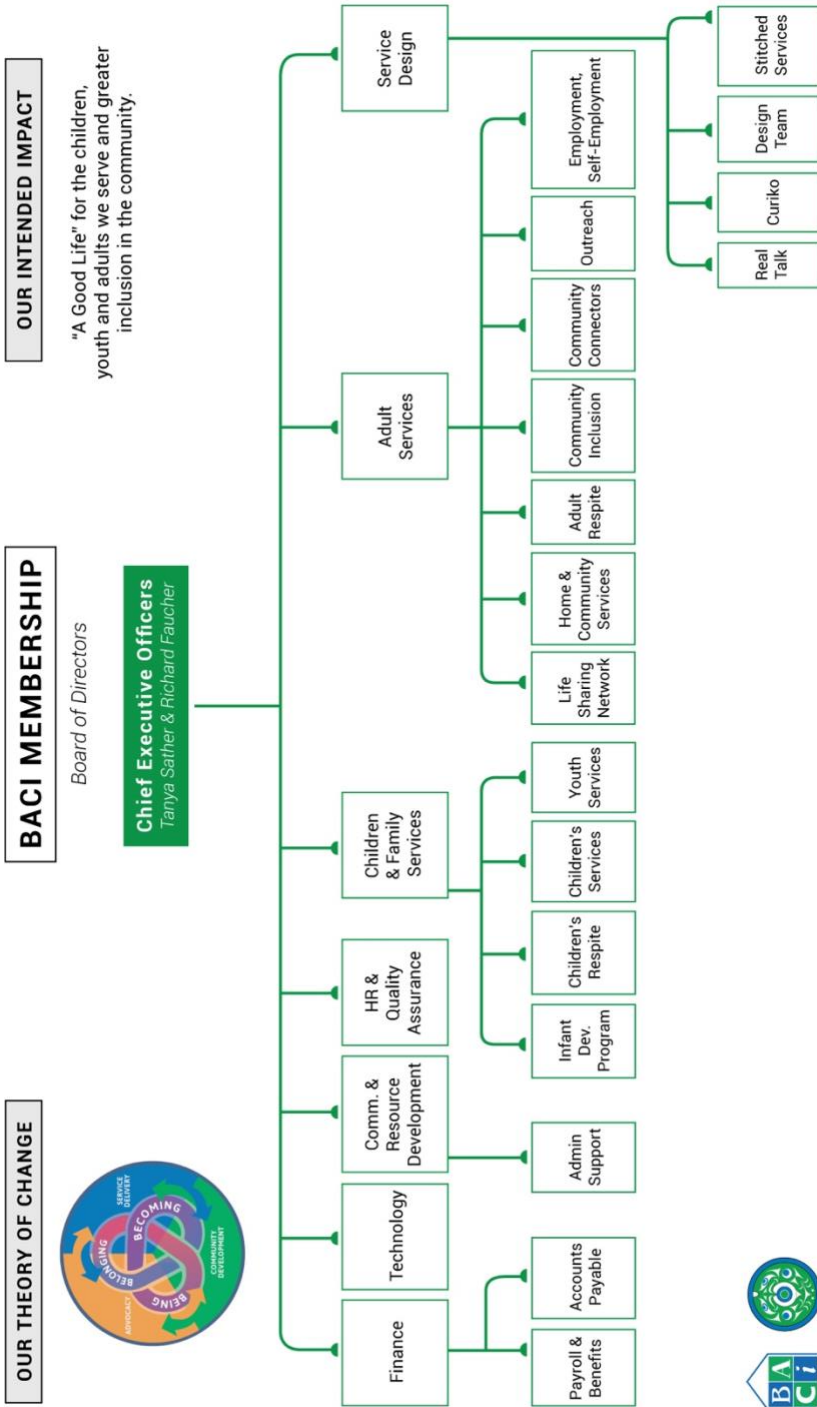 OUR THEORY OF CHANGE
ADVOCACY
SERVICE
DELIVERY
COMMUNITY
DEVELOPMENT
BEING
BELONGING
BECOMING
BACI MEMBERSHIP
Board of Directors
Chief Executive Officers
Tanya Sather & Richard Faucher
OUR INTENDED IMPACT
"A Good Life" for the children,
youth and adults we serve and greater
inclusion in the community.
Finance
Technology
Comm. &
Resource
Development
HR &
Quality
Assurance
Children
& Family
Services
Adult
Services
Service
Design
Payroll &
Benefits
Accounts
Payable
Admin
Support
Infant
Dev.
Program
Children's
Respite
Children's
Services
Youth
Services
Life
Sharing
Network
Home &
Community
Services
Adult
Respite
Community
Inclusion
Community
Connectors
Outreach
Employment,
Self-Employment
Real
Talk
Curiko
Design
Team
Stitched
Services
BA
Ci